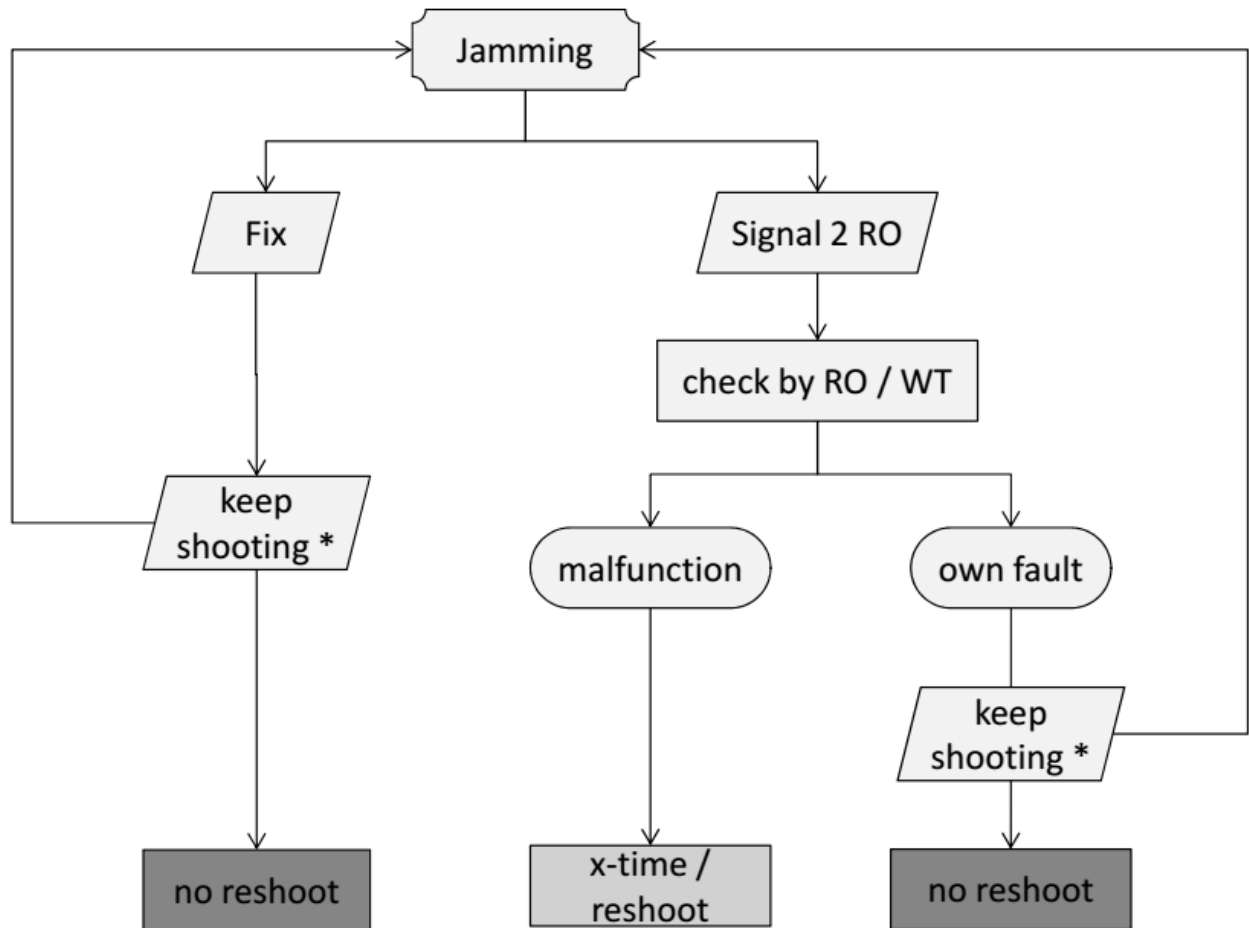 Jamming
Fix
Signal 2 RO
check by RO / WT
keep
shooting *
malfunction
own fault
keep
shooting *
no reshoot
x-time /
reshoot
no reshoot